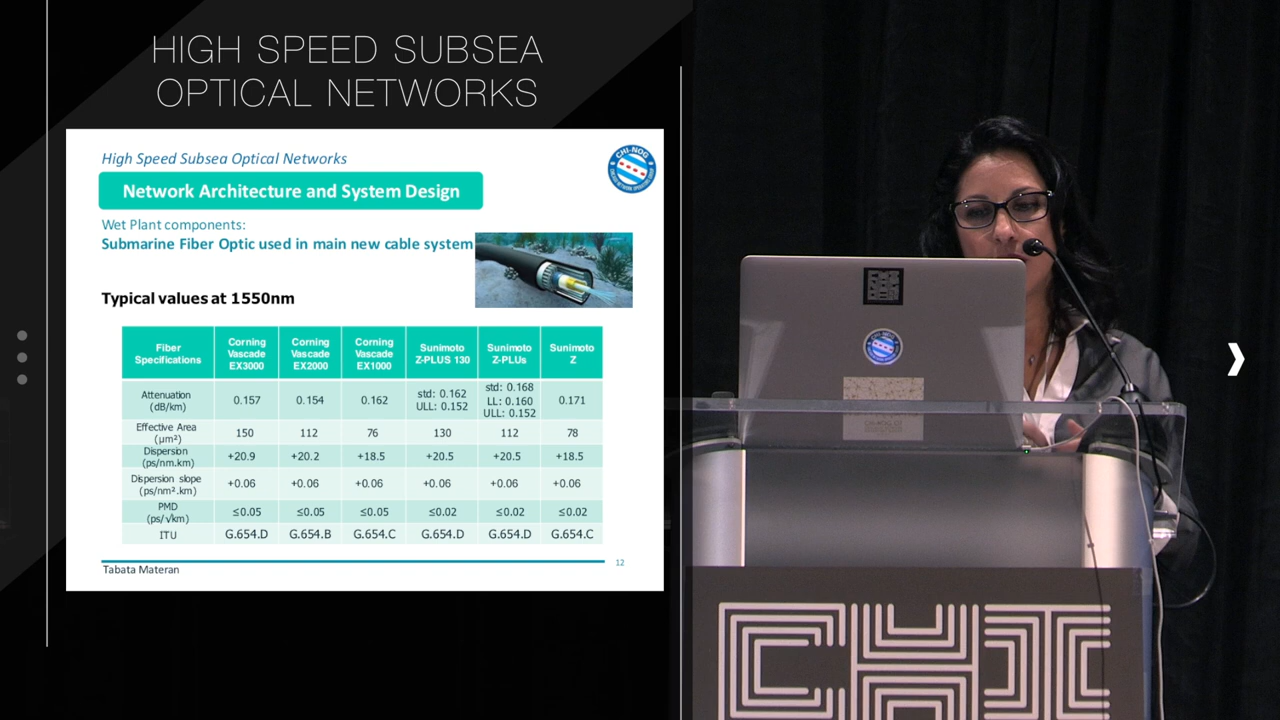 HIGH SPEED SUBSEA
OPTICAL NETWORKS
High Speed Subsea Optical Networks
CHI-NOG
Network Architecture and System Design
Wet Plant components:
Submarine Fiber Optic used in main new cable system
Typical values at 1550nm
Fiber Specifications | Corning Vascade EX3000 | Corning Vascade EX2000 | Corning Vascade EX1000 | Sunimoto Z-PLUS 130 | Sunimoto Z-PLUs | Sunimoto Z
Attenuation (dB/km) | 0.157 | 0.154 | 0.162 | std: 0.162 ULL: 0.152 | std: 0.168 LL: 0.160 ULL: 0.152 | 0.171
Effective Area (µm²) | 150 | 112 | 76 | 130 | 112 | 78
Dispersion (ps/nm.km) | +20.9 | +20.2 | +18.5 | +20.5 | +20.5 | +18.5
Dispersion slope (ps/nm².km) | +0.06 | +0.06 | +0.06 | +0.06 | +0.06 | +0.06
PMD (ps/√km) | ≤0.05 | ≤0.05 | ≤0.05 | ≤0.02 | ≤0.02 | ≤0.02
ITU | G.654.D | G.654.B | G.654.C | G.654.D | G.654.D | G.654.C
Tabata Materan
12
CHI